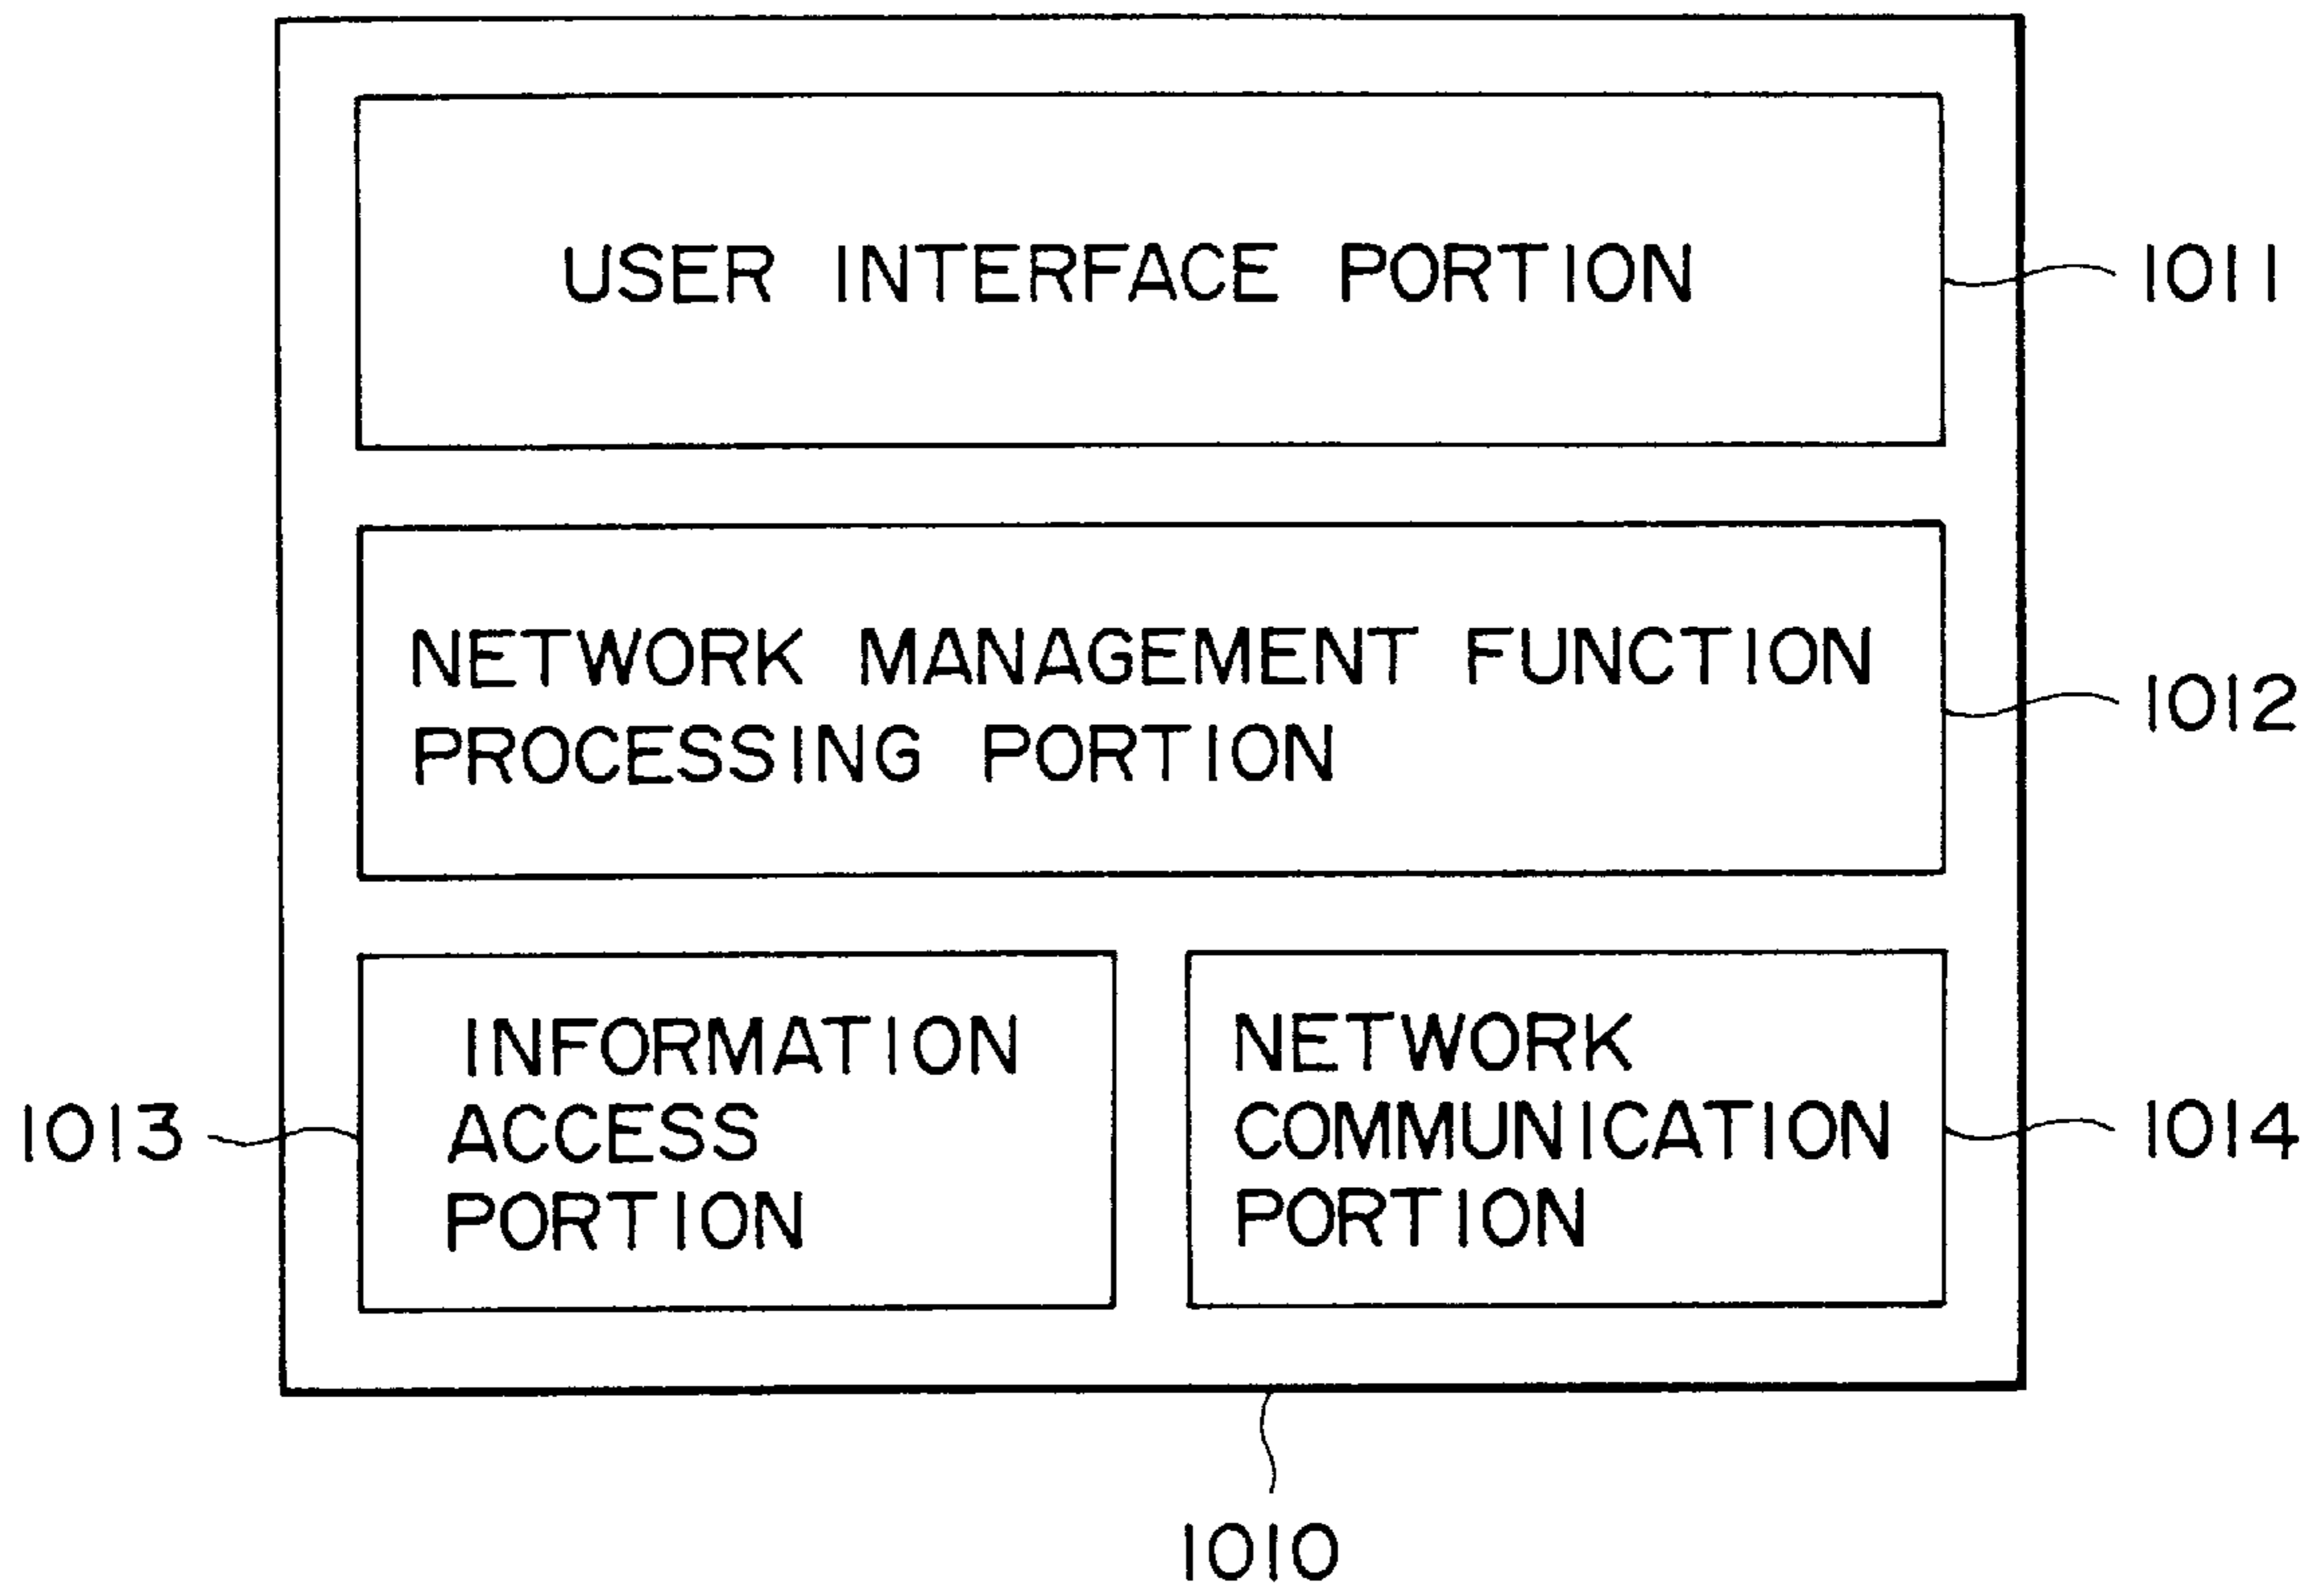 USER INTERFACE PORTION
1011
NETWORK MANAGEMENT FUNCTION
PROCESSING PORTION
1012
INFORMATION
ACCESS
PORTION
1013
NETWORK
COMMUNICATION
PORTION
1014
1010